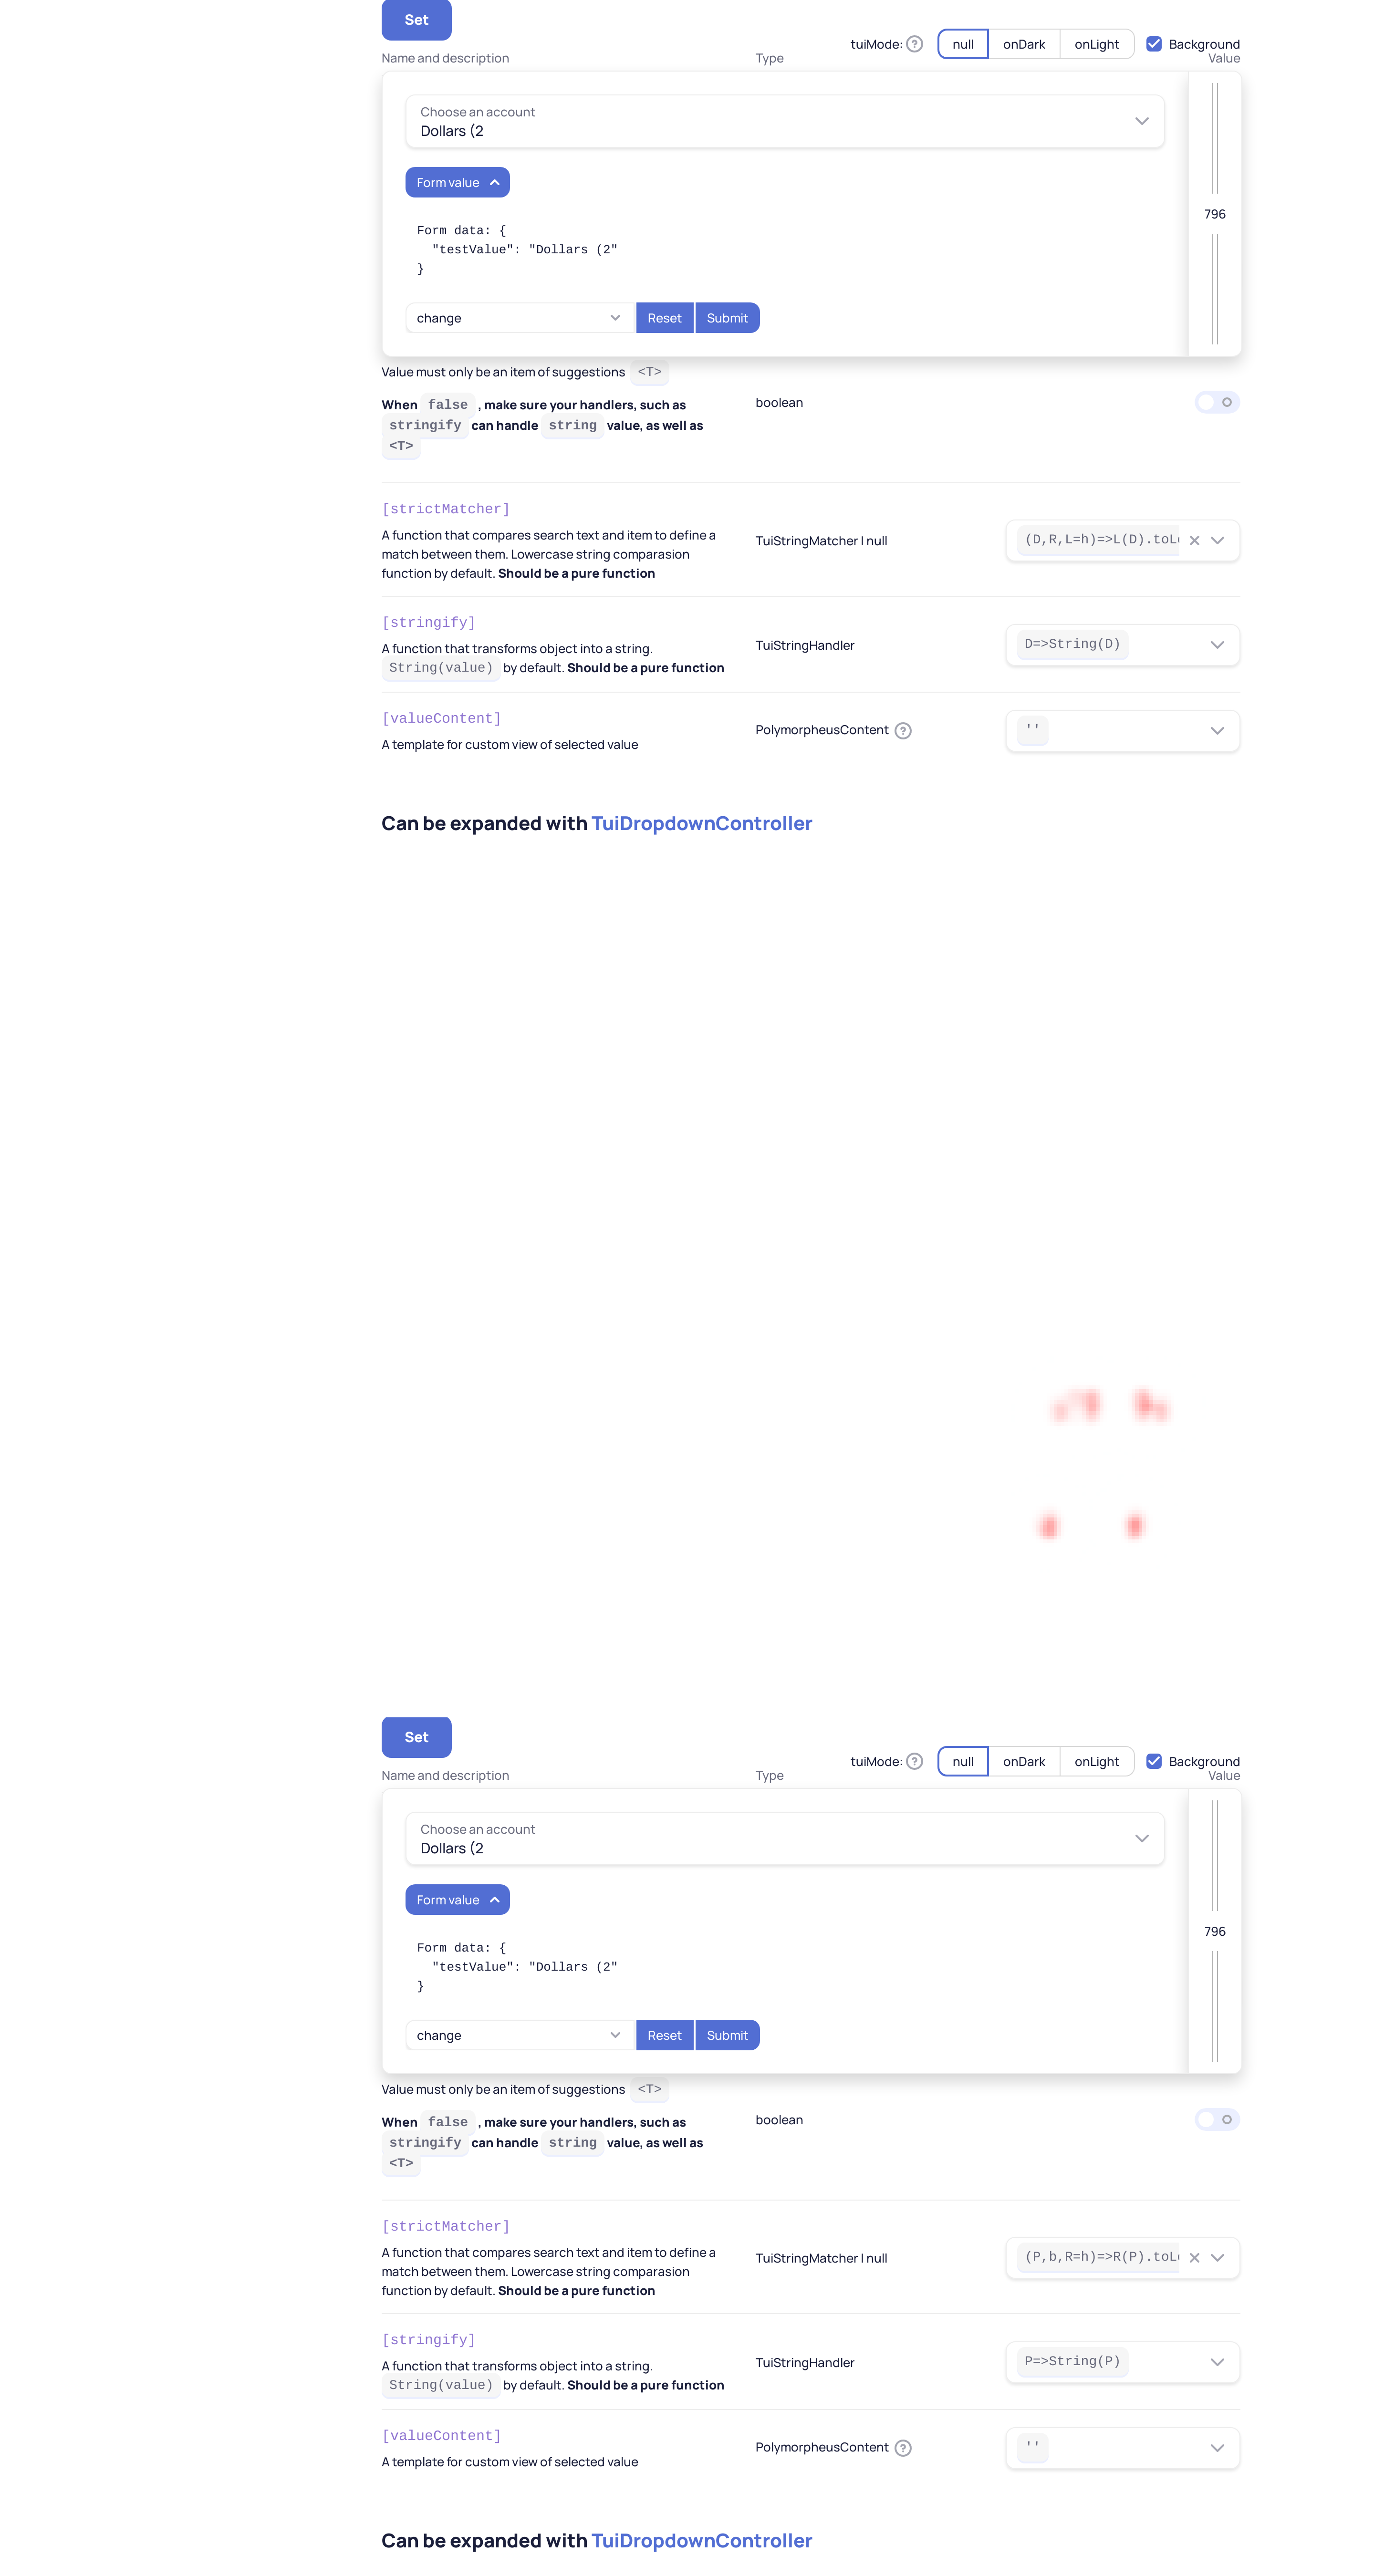 Set
tuiMode: ? null onDark onLight Background
Name and description Type Value
Choose an account
Dollars (2
Form value
796
Form data: {
"testValue": "Dollars (2"
}
change Reset Submit
Value must only be an item of suggestions <T>
When false , make sure your handlers, such as
stringify can handle string value, as well as
<T>
boolean
[strictMatcher]
A function that compares search text and item to define a
match between them. Lowercase string comparasion
function by default. Should be a pure function
TuiStringMatcher | null
(D,R,L=h)=>L(D).toL
[stringify]
A function that transforms object into a string.
String(value) by default. Should be a pure function
TuiStringHandler
D=>String(D)
[valueContent]
A template for custom view of selected value
PolymorpheusContent ?
''
Can be expanded with TuiDropdownController
Set
tuiMode: ? null onDark onLight Background
Name and description Type Value
Choose an account
Dollars (2
Form value
796
Form data: {
"testValue": "Dollars (2"
}
change Reset Submit
Value must only be an item of suggestions <T>
When false , make sure your handlers, such as
stringify can handle string value, as well as
<T>
boolean
[strictMatcher]
A function that compares search text and item to define a
match between them. Lowercase string comparasion
function by default. Should be a pure function
TuiStringMatcher | null
(P,b,R=h)=>R(P).toL
[stringify]
A function that transforms object into a string.
String(value) by default. Should be a pure function
TuiStringHandler
P=>String(P)
[valueContent]
A template for custom view of selected value
PolymorpheusContent ?
''
Can be expanded with TuiDropdownController